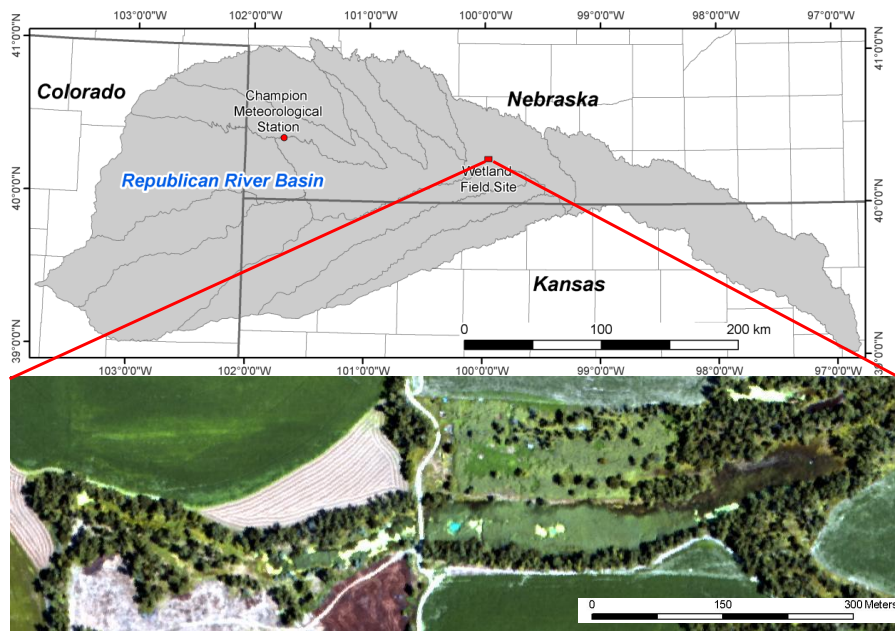 103°0'0"W 102°0'0"W 101°0'0"W 100°0'0"W 99°0'0"W 98°0'0"W 97°0'0"W
41°0'0"N
41°0'0"N
Colorado
Nebraska
Champion
Meteorological
Station
Republican River Basin
Wetland
Field Site
40°0'0"N
40°0'0"N
Kansas
0 100 200 km
39°0'0"N
39°0'0"N
103°0'0"W 102°0'0"W 101°0'0"W 100°0'0"W 99°0'0"W 98°0'0"W 97°0'0"W
0 150 300 Meters